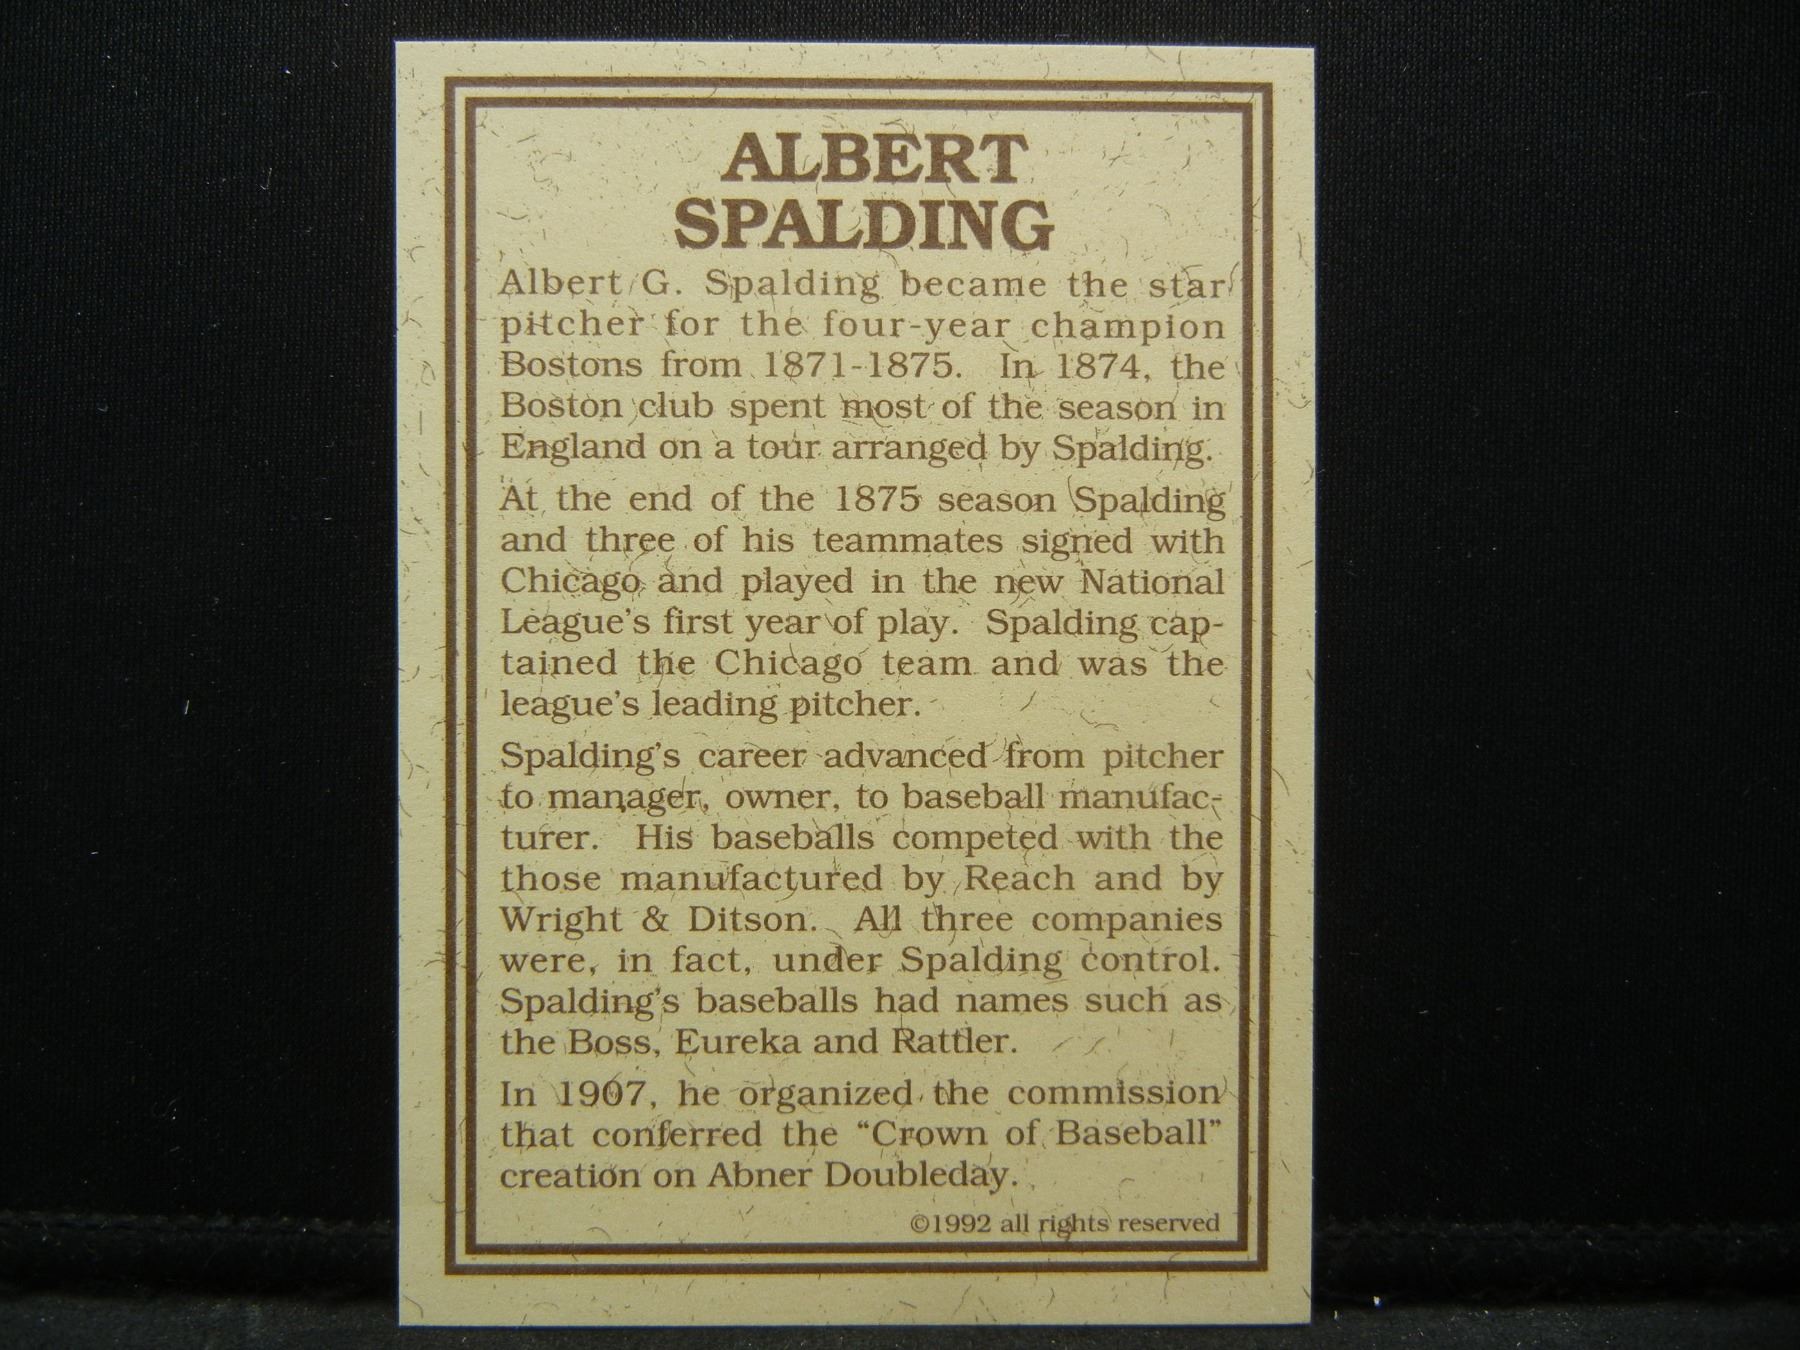 ALBERT
SPALDING
Albert G. Spalding became the star
pitcher for the four-year champion
Bostons from 1871-1875. In 1874, the
Boston club spent most of the season in
England on a tour arranged by Spalding.
At the end of the 1875 season Spalding
and three of his teammates signed with
Chicago and played in the new National
League's first year of play. Spalding cap-
tained the Chicago team and was the
league's leading pitcher.
Spalding's career advanced from pitcher
to manager, owner, to baseball manufac-
turer. His baseballs competed with the
those manufactured by Reach and by
Wright & Ditson. All three companies
were, in fact, under Spalding control.
Spalding's baseballs had names such as
the Boss, Eureka and Rattler.
In 1907, he organized the commission
that conferred the “Crown of Baseball”
creation on Abner Doubleday.
©1992 all rights reserved